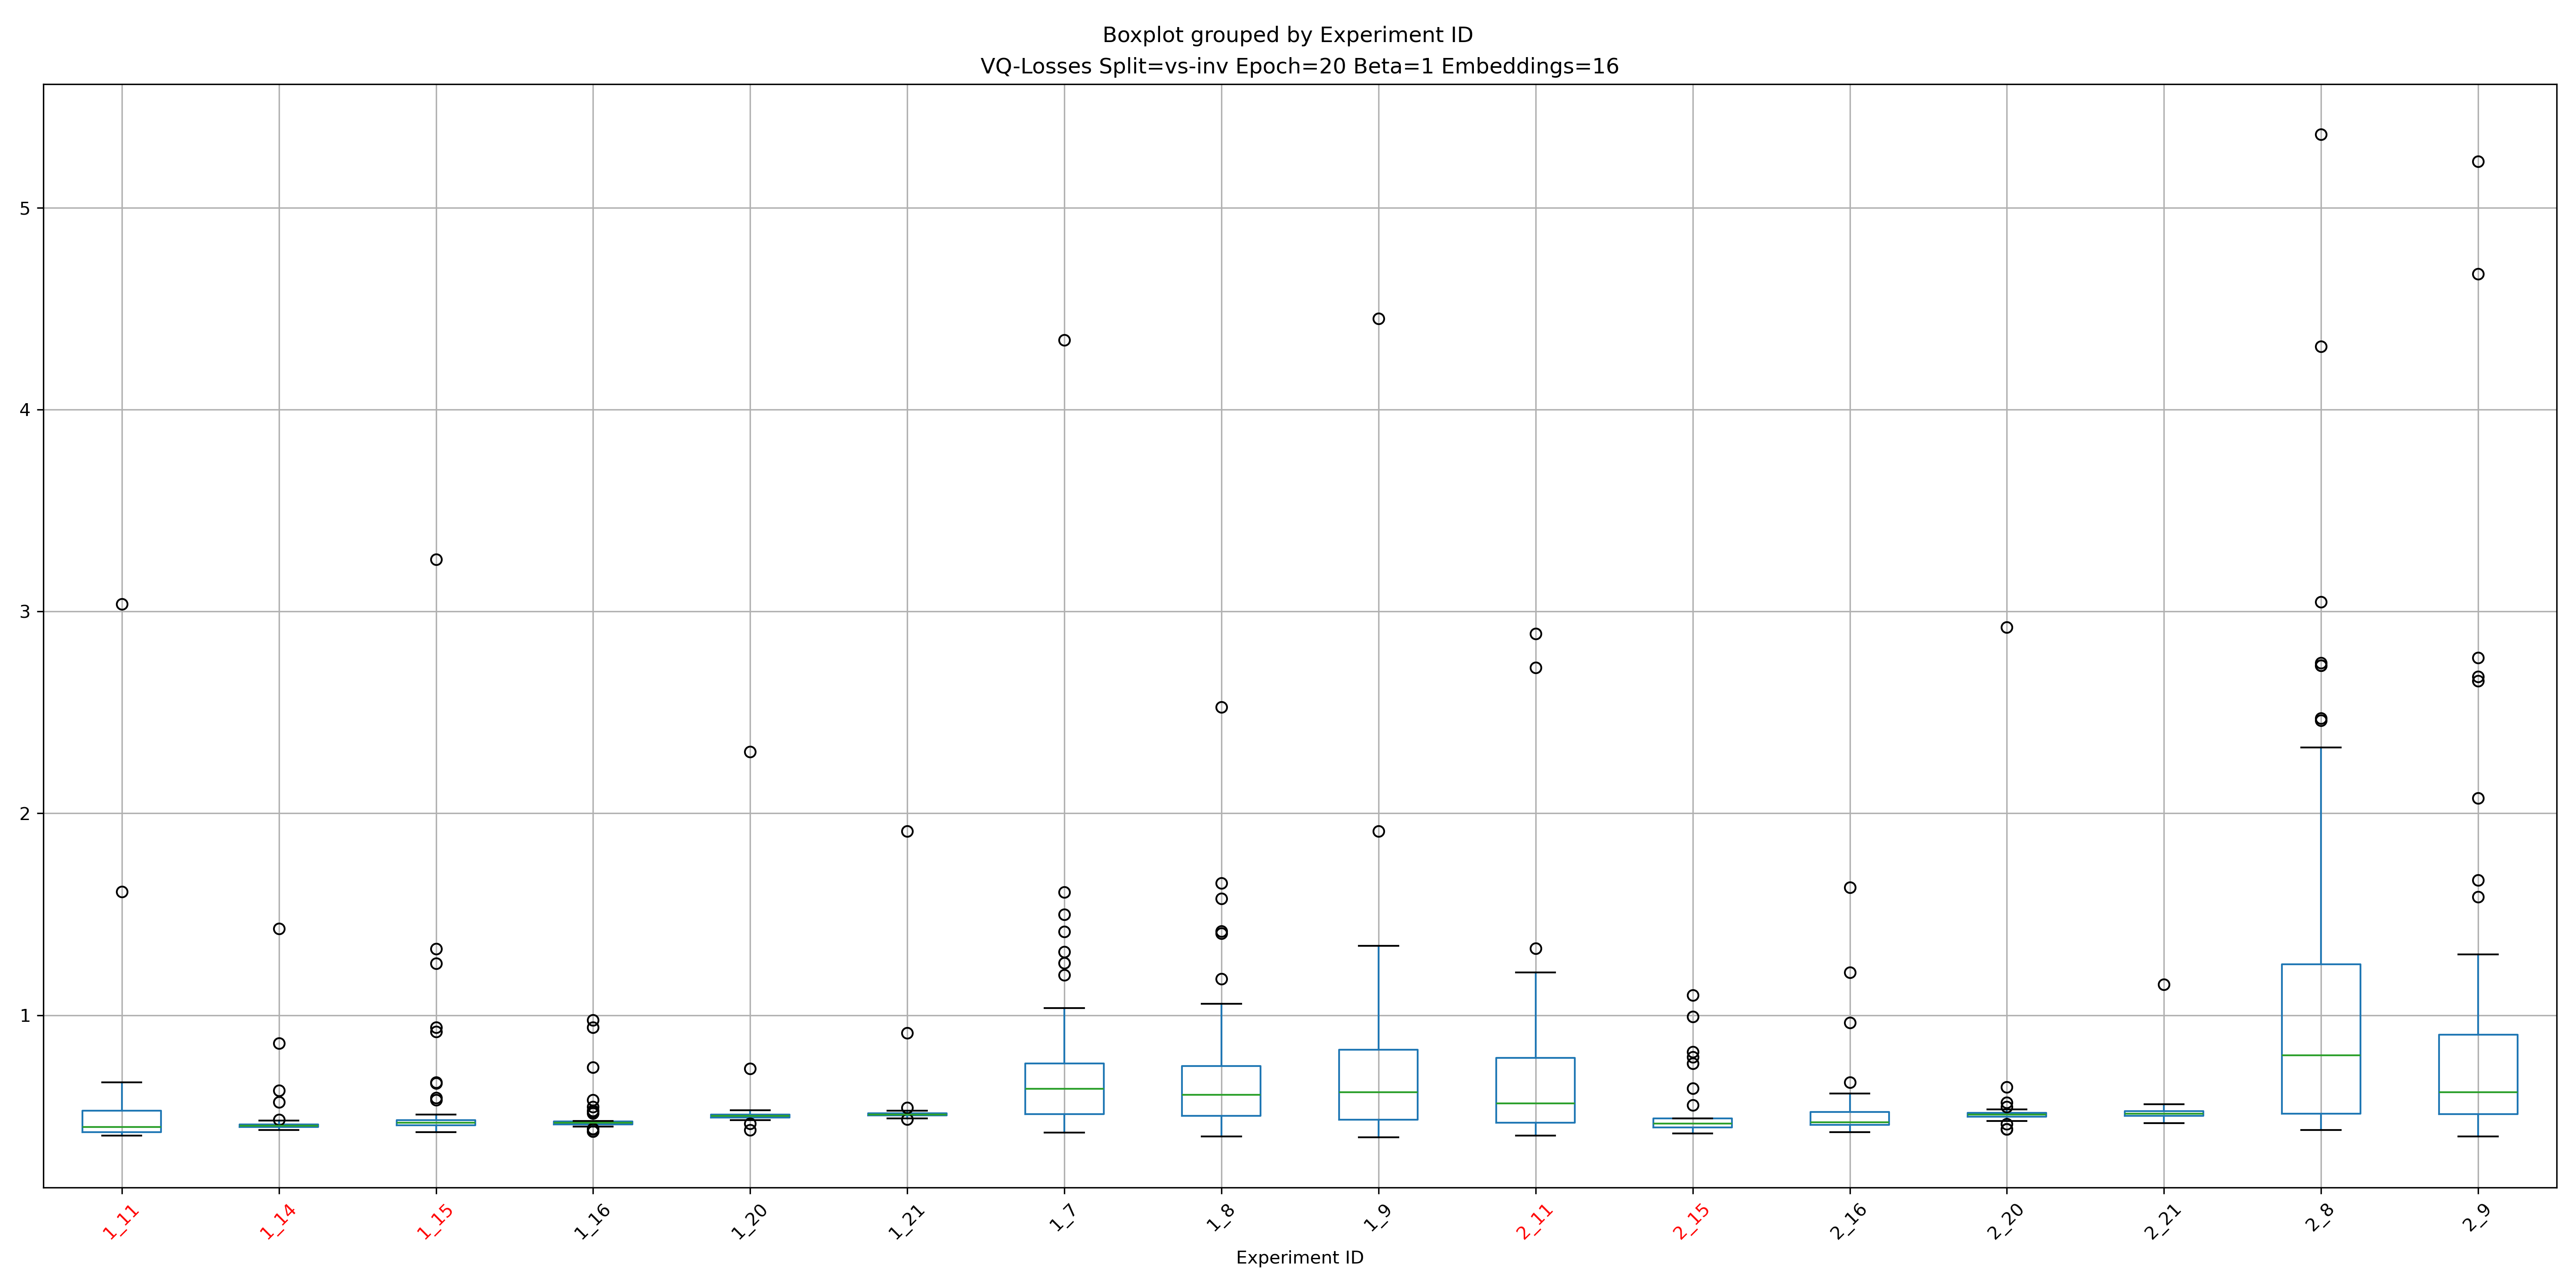 Boxplot grouped by Experiment ID
VQ-Losses Split=vs-inv Epoch=20 Beta=1 Embeddings=16
5
4
3
2
1
1_11 1_14 1_15 1_16 1_20 1_21 1_7 1_8 1_9 2_11 2_15 2_16 2_20 2_21 2_8 2_9
Experiment ID